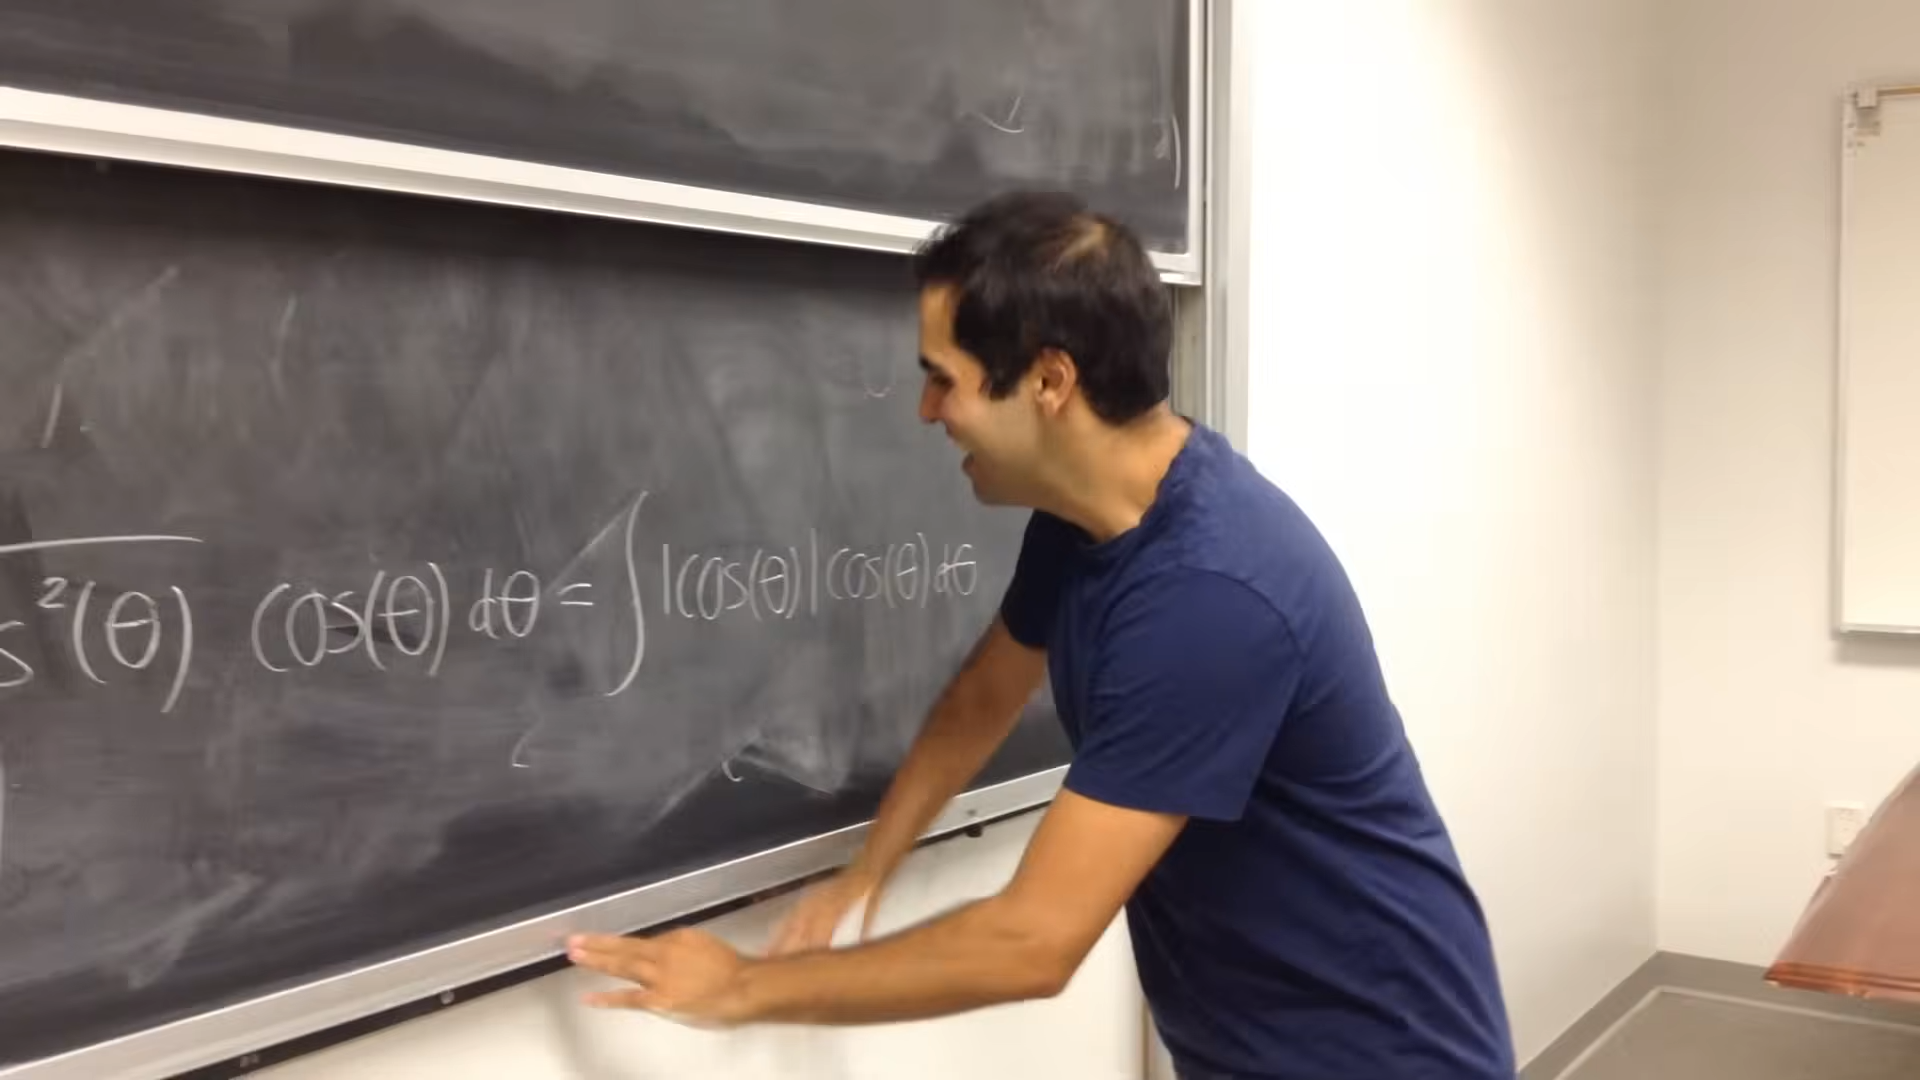 s²(θ) cos(θ) dθ = ∫ |cos(θ)| cos(θ) dθ